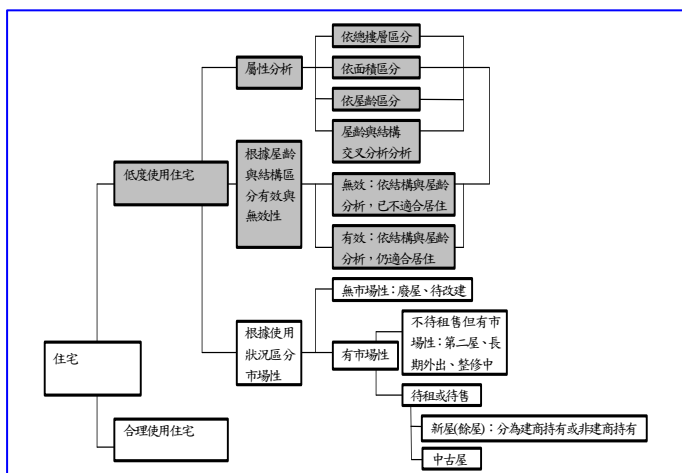 依總樓層區分
屬性分析
依面積區分
依屋齡區分
屋齡與結構
交叉分析分析
根據屋齡
與結構區
分有效與
無效性
低度使用住宅
無效：依結構與屋齡
分析，已不適合居住
有效：依結構與屋齡
分析，仍適合居住
無市場性：廢屋、待改建
不待租售但有市
場性：第二屋、長
期外出、整修中
根據使用
狀況區分
市場性
有市場性
住宅
待租或待售
新屋(餘屋)：分為建商持有或非建商持有
合理使用住宅
中古屋